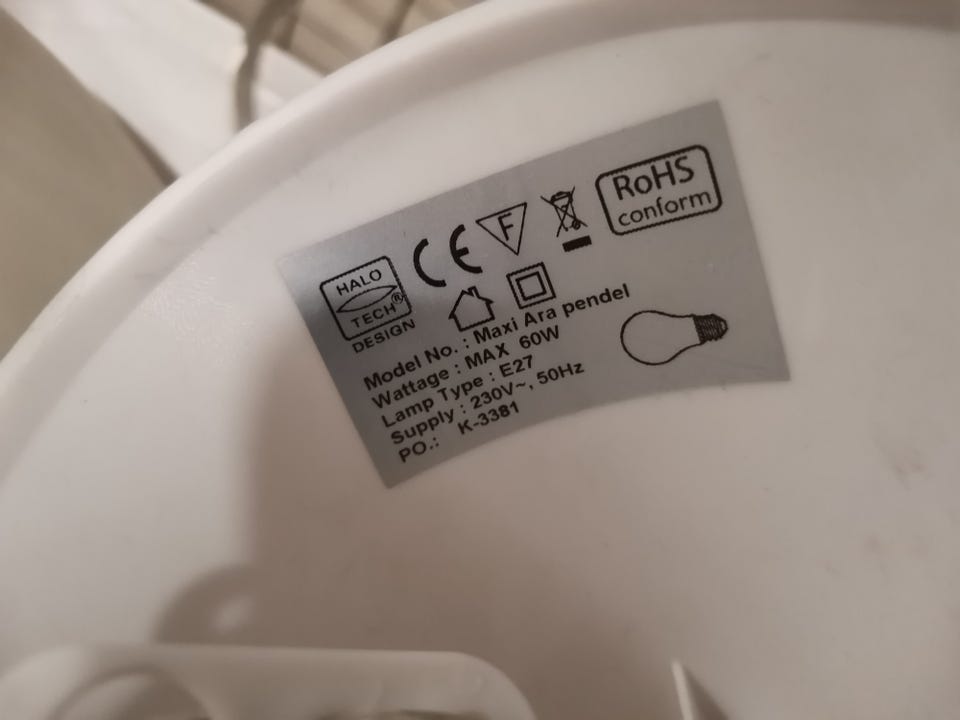 HALO
TECH®
DESIGN
CE
F
RoHS
conform
Model No. : Maxi Ara pendel
Wattage : MAX 60W
Lamp Type : E27
Supply : 230V~, 50Hz
PO.: K-3381